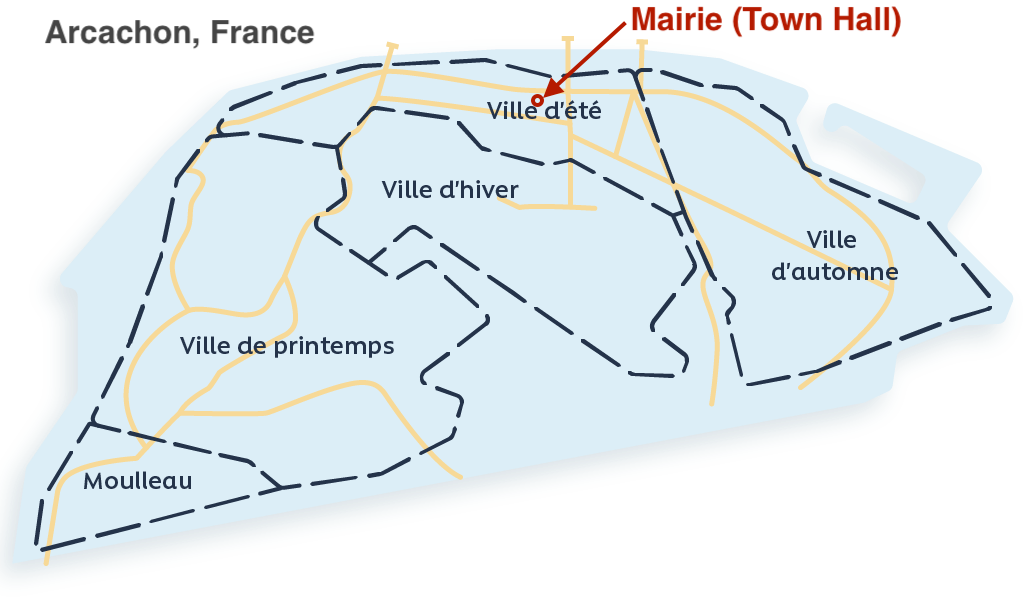 Arcachon, France
Mairie (Town Hall)
Ville d'été
Ville d'hiver
Ville
d'automne
Ville de printemps
Moulleau